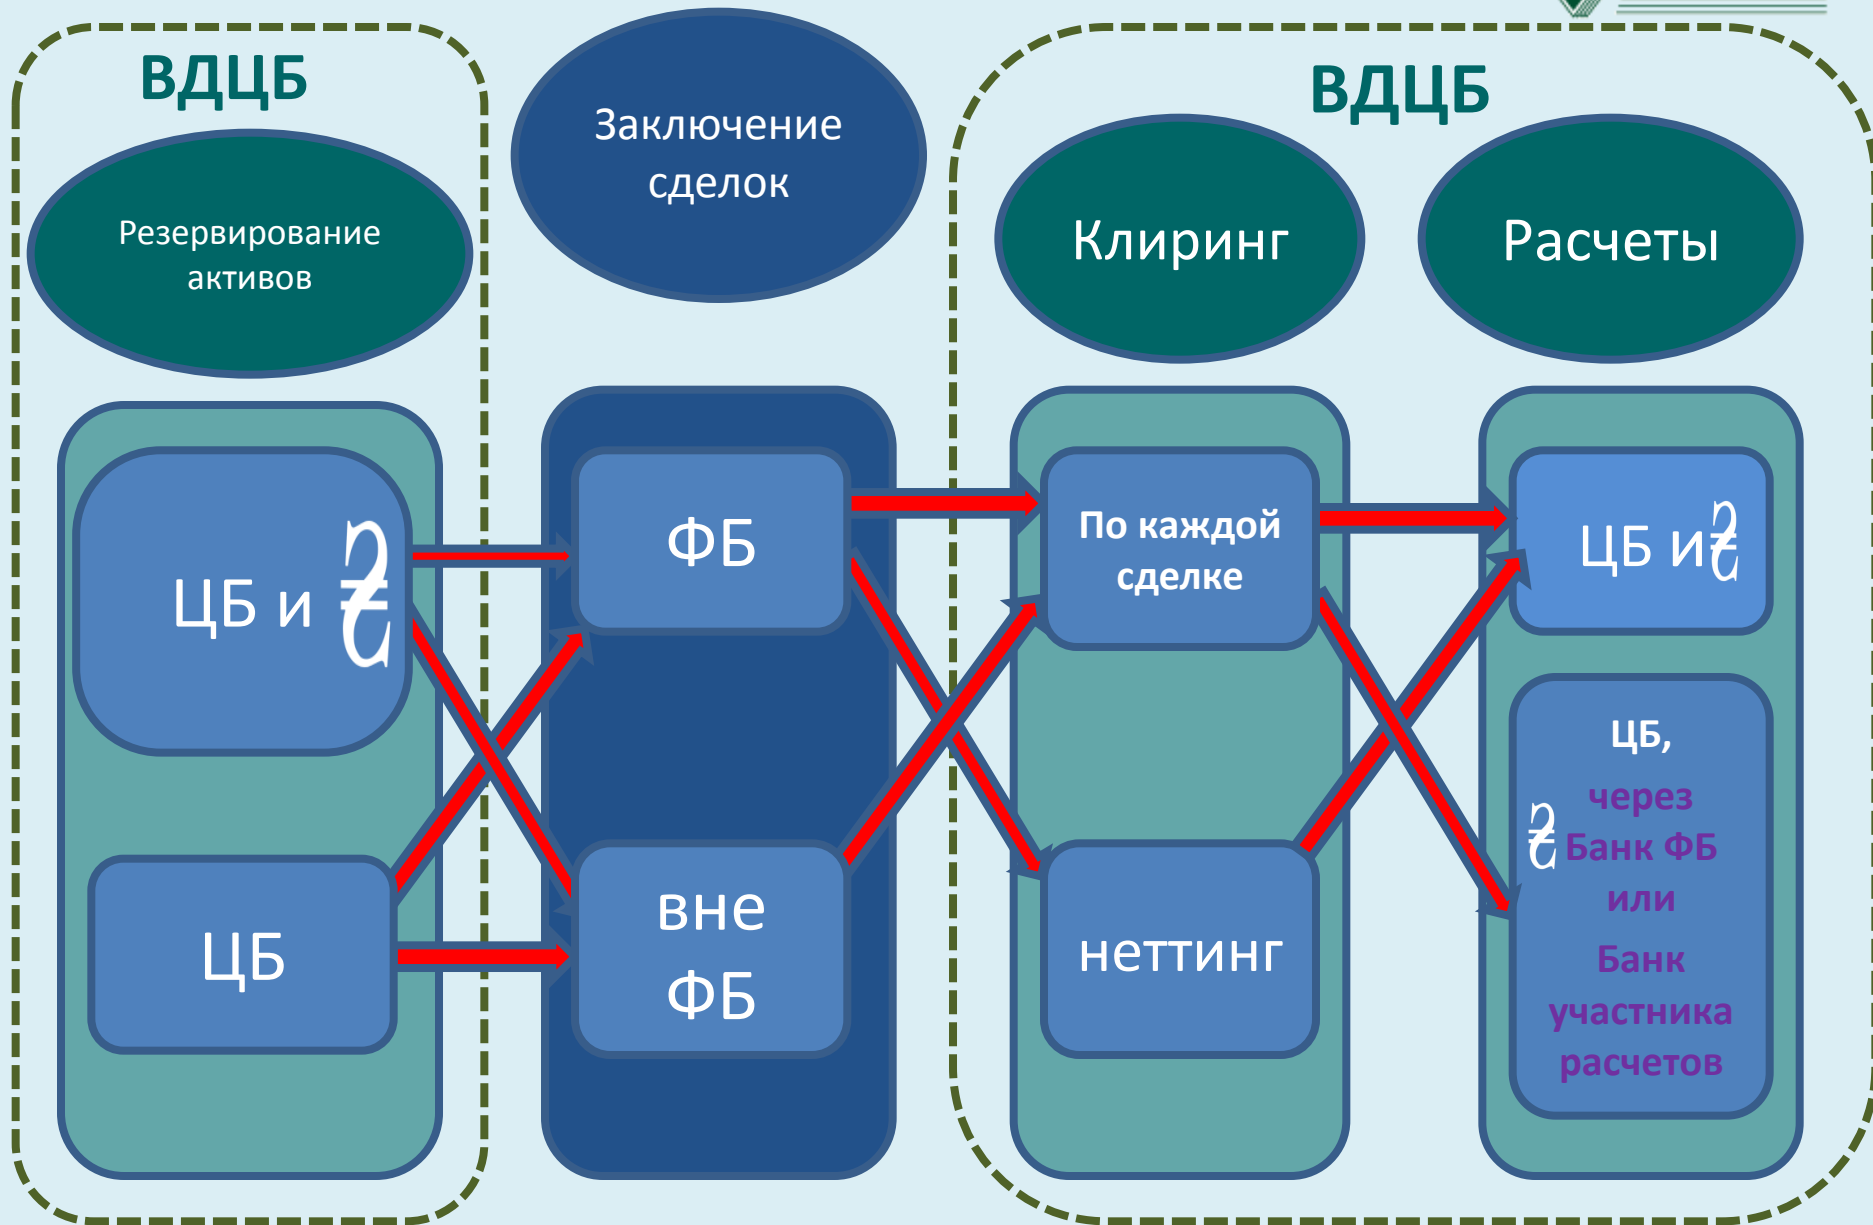 ВДЦБ
Резервирование
активов
ЦБ и ₴
ЦБ
Заключение
сделок
ФБ
вне
ФБ
ВДЦБ
Клиринг
По каждой
сделке
неттинг
Расчеты
ЦБ и₴
ЦБ,
через
₴ Банк ФБ
или
Банк
участника
расчетов